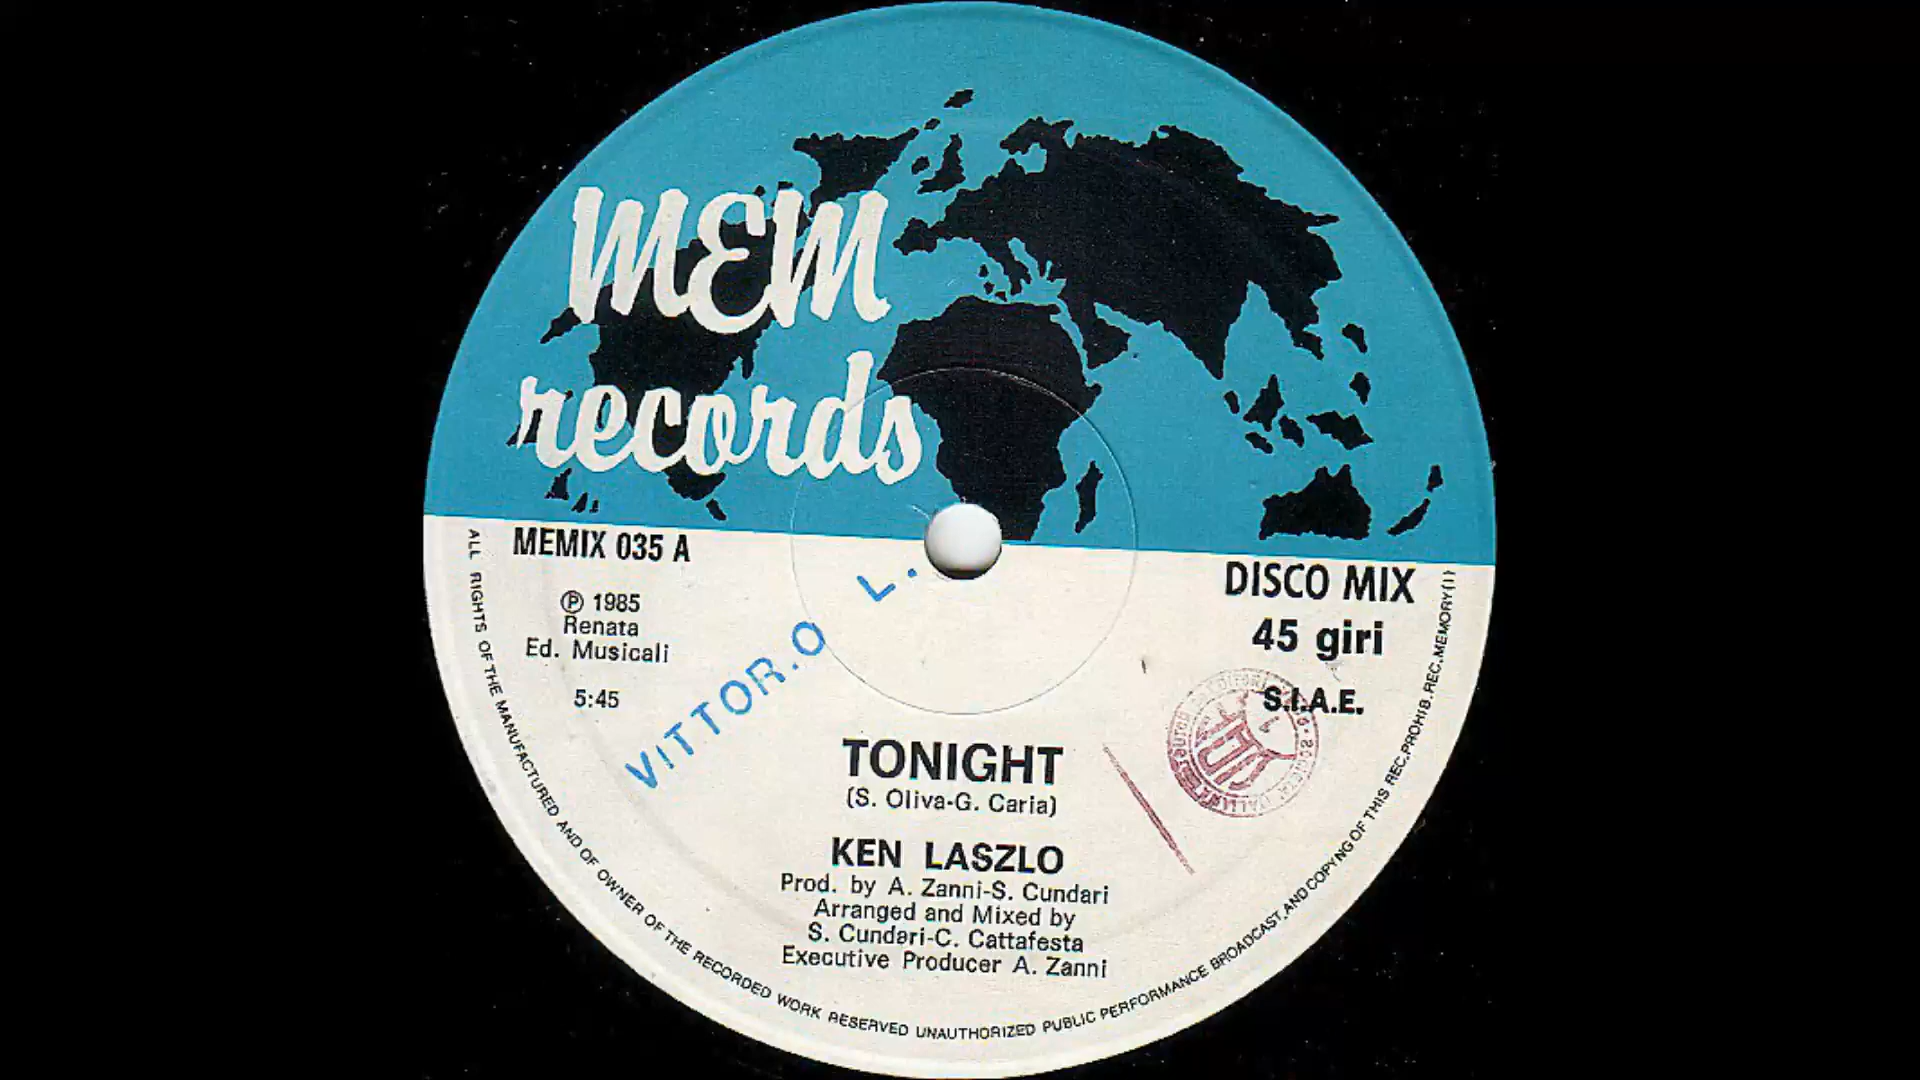 MEM
records
MEMIX 035 A
DISCO MIX
℗ 1985
Renata
Ed. Musicali
45 giri
5:45
S.I.A.E.
VITTOR.O L.
TONIGHT
(S. Oliva-G. Caria)
KEN LASZLO
Prod. by A. Zanni-S. Cundari
Arranged and Mixed by
S. Cundari-C. Cattafesta
Executive Producer A. Zanni
ALL RIGHTS OF THE MANUFACTURED AND OF OWNER OF THE RECORDED WORK RESERVED UNAUTHORIZED PUBLIC PERFORMANCE BROADCAST, AND COPYNG OF THIS REC. PROHIB. REC. MEMORY (I)